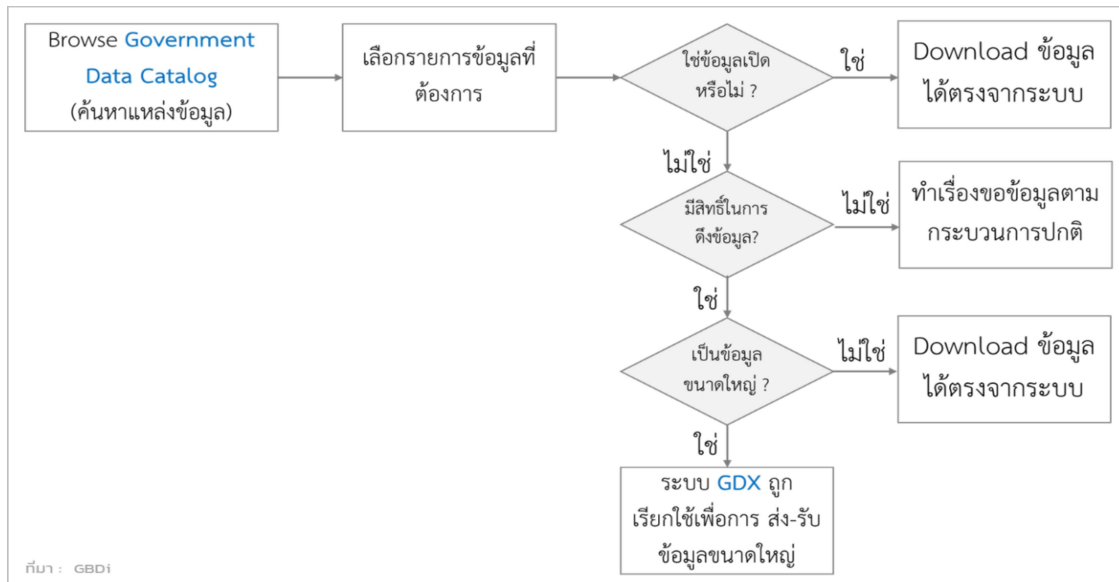 Browse Government
Data Catalog
(ค้นหาแหล่งข้อมูล)
เลือกรายการข้อมูลที่
ต้องการ
ใช่ข้อมูลเปิด
หรือไม่ ?
ใช่
Download ข้อมูล
ได้ตรงจากระบบ
ไม่ใช่
มีสิทธิ์ในการ
ดึงข้อมูล?
ไม่ใช่
ทำเรื่องขอข้อมูลตาม
กระบวนการปกติ
ใช่
เป็นข้อมูล
ขนาดใหญ่ ?
ไม่ใช่
Download ข้อมูล
ได้ตรงจากระบบ
ใช่
ระบบ GDX ถูก
เรียกใช้เพื่อการ ส่ง-รับ
ข้อมูลขนาดใหญ่
ที่มา : GBDi